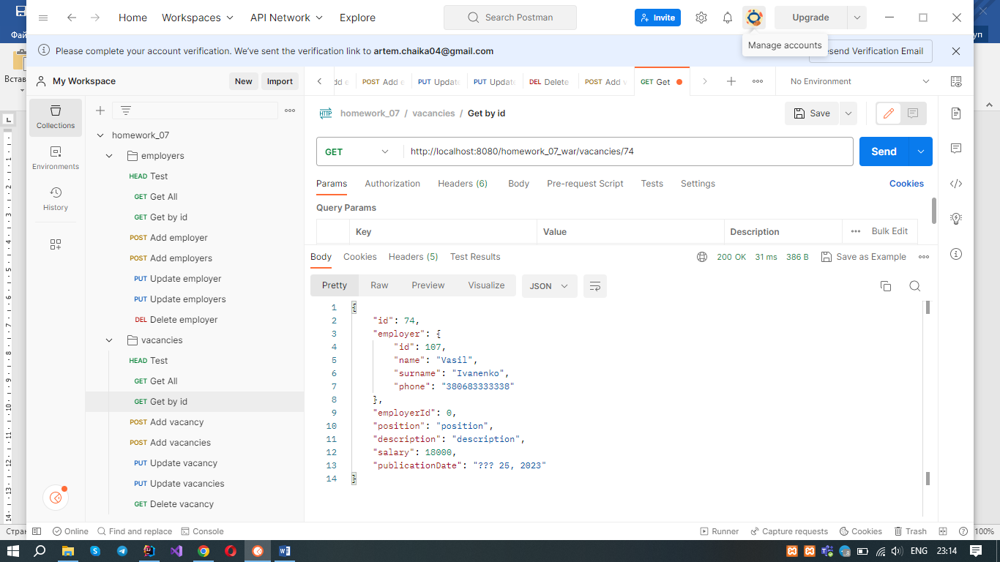 Фай
Встав
Home Workspaces API Network Explore
Search Postman
Invite
Upgrade
Manage accounts
Please complete your account verification. We've sent the verification link to artem.chaika04@gmail.com
esend Verification Email
уп
My Workspace
New Import
POST Add e PUT Updat PUT Updat DEL Delete POST Add v GET Get
No Environment
Collections
Environments
History
homework_07
employers
HEAD Test
GET Get All
GET Get by id
POST Add employer
POST Add employers
PUT Update employer
PUT Update employers
DEL Delete employer
vacancies
HEAD Test
GET Get All
GET Get by id
POST Add vacancy
POST Add vacancies
PUT Update vacancy
PUT Update vacancies
GET Delete vacancy
HTTP homework_07 / vacancies / Get by id
Save
GET http://localhost:8080/homework_07_war/vacancies/74
Send
Params Authorization Headers (6) Body Pre-request Script Tests Settings
Cookies
Query Params
Key Value Description Bulk Edit
Body Cookies Headers (5) Test Results
200 OK 31 ms 386 B Save as Example
Pretty Raw Preview Visualize JSON
1 {
2 "id": 74,
3 "employer": {
4 "id": 107,
5 "name": "Vasil",
6 "surname": "Ivanenko",
7 "phone": "380683333338"
8 },
9 "employerId": 0,
10 "position": "position",
11 "description": "description",
12 "salary": 18000,
13 "publicationDate": "??? 25, 2023"
14 }
Стран
Online Find and replace Console
Runner Capture requests Cookies Trash
100%
ENG 23:14